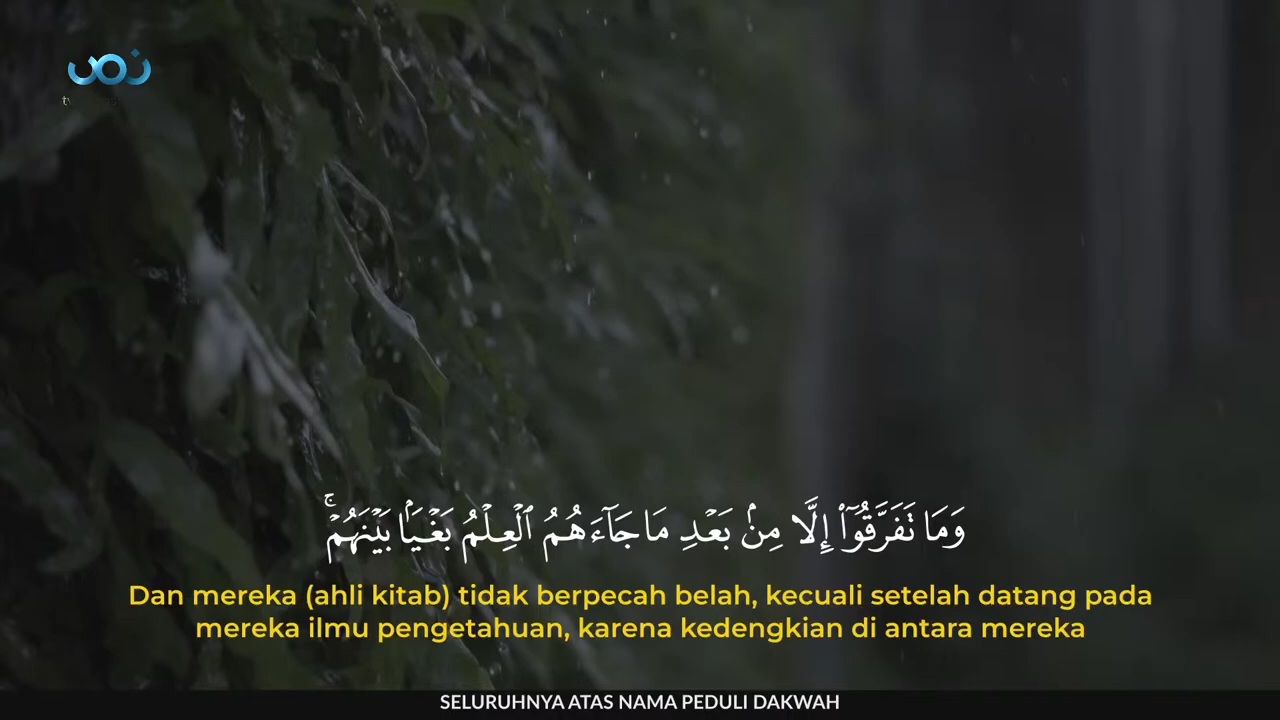 نص
وَمَا تَفَرَّقُوٓا۟ إِلَّا مِنۢ بَعْدِ مَا جَآءَهُمُ ٱلْعِلْمُ بَغْيًۢا بَيْنَهُمْ ۚ
Dan mereka (ahli kitab) tidak berpecah belah, kecuali setelah datang pada
mereka ilmu pengetahuan, karena kedengkian di antara mereka
SELURUHNYA ATAS NAMA PEDULI DAKWAH